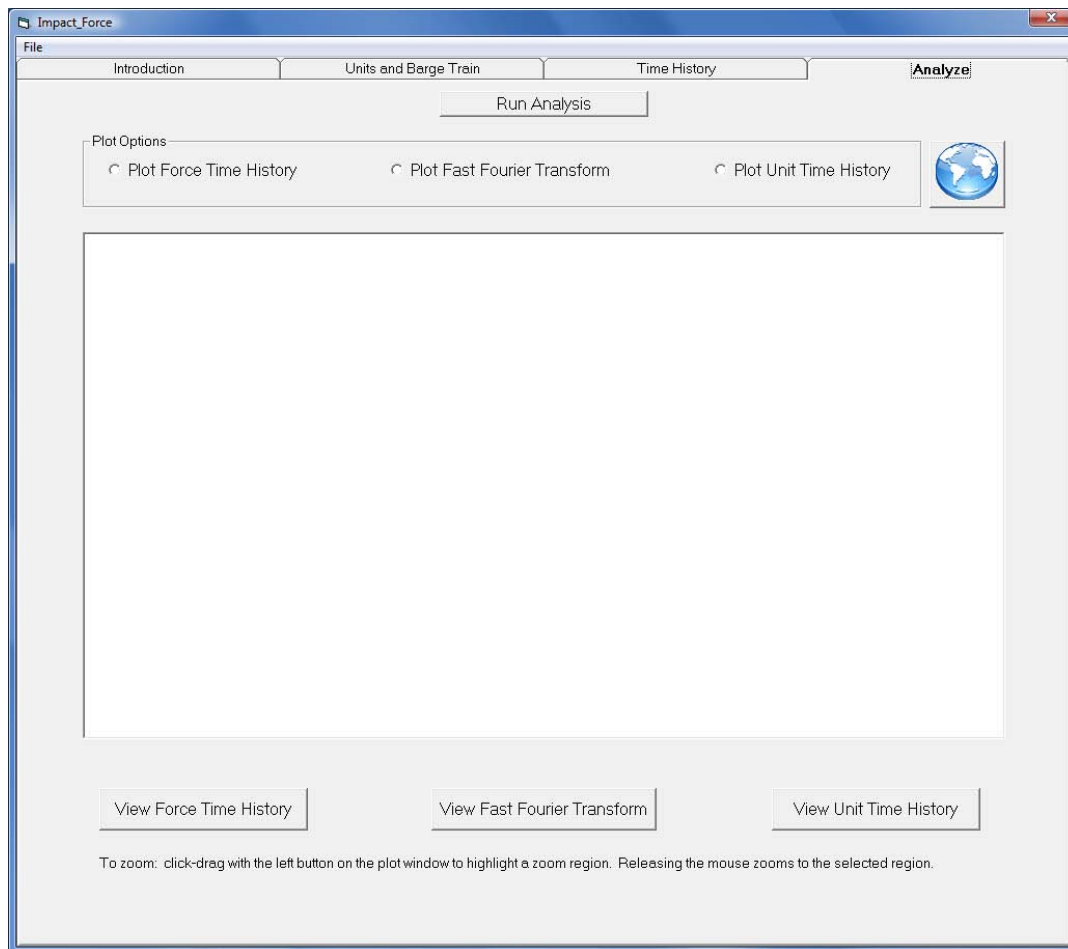 Impact_Force
File
Introduction
Units and Barge Train
Time History
Analyze
Run Analysis
Plot Options
Plot Force Time History
Plot Fast Fourier Transform
Plot Unit Time History
View Force Time History
View Fast Fourier Transform
View Unit Time History
To zoom: click-drag with the left button on the plot window to highlight a zoom region. Releasing the mouse zooms to the selected region.